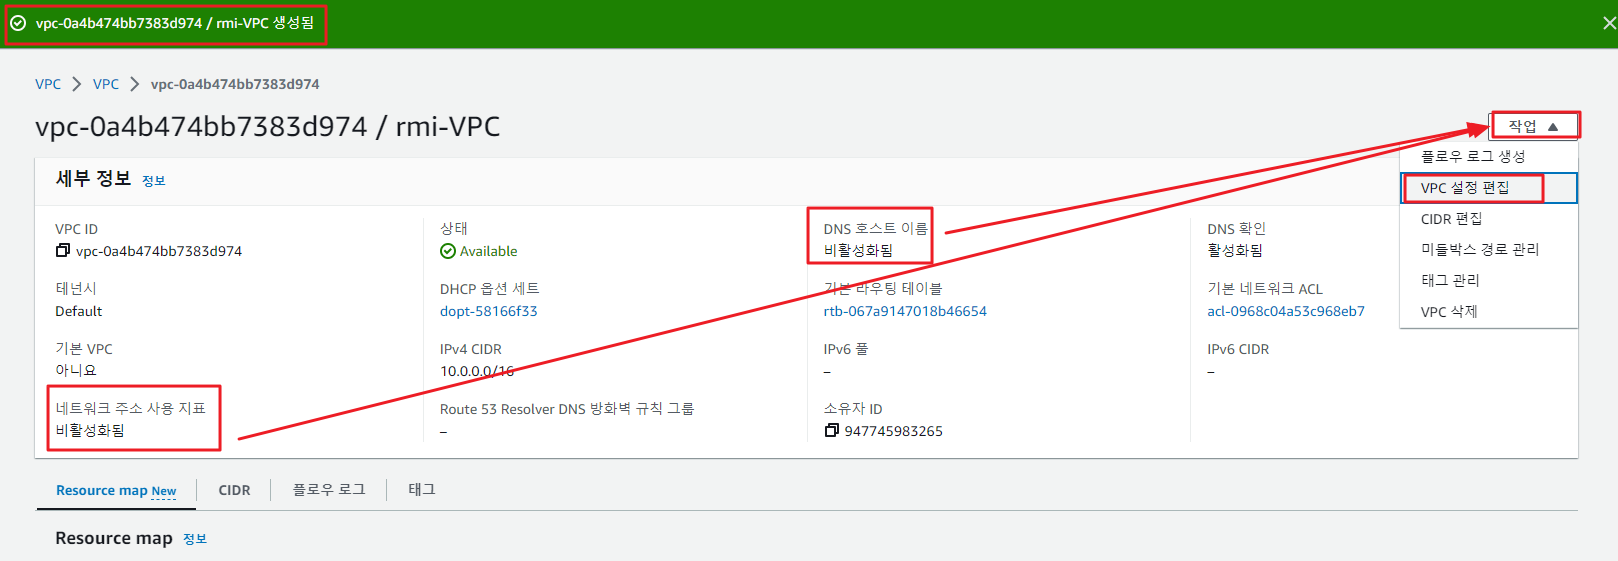 vpc-0a4b474bb7383d974 / rmi-VPC 생성됨
VPC > VPC > vpc-0a4b474bb7383d974
vpc-0a4b474bb7383d974 / rmi-VPC
작업 ▲
플로우 로그 생성
VPC 설정 편집
CIDR 편집
미들박스 경로 관리
태그 관리
VPC 삭제
세부 정보 정보
VPC ID
vpc-0a4b474bb7383d974
상태
Available
DNS 호스트 이름
비활성화됨
DNS 확인
활성화됨
테넌시
Default
DHCP 옵션 세트
dopt-58166f33
기본 라우팅 테이블
rtb-067a9147018b46654
기본 네트워크 ACL
acl-0968c04a53c968eb7
기본 VPC
아니요
IPv4 CIDR
10.0.0.0/16
IPv6 풀
–
IPv6 CIDR
–
네트워크 주소 사용 지표
비활성화됨
Route 53 Resolver DNS 방화벽 규칙 그룹
–
소유자 ID
947745983265
Resource map New
CIDR
플로우 로그
태그
Resource map 정보